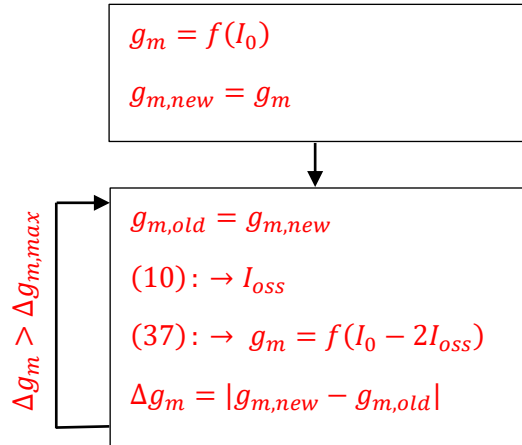 g_m = f(I_0)
g_{m,new} = g_m
g_{m,old} = g_{m,new}
(10): → I_{oss}
(37): → g_m = f(I_0 − 2I_{oss})
Δg_m = |g_{m,new} − g_{m,old}|
Δg_m > Δg_{m,max}